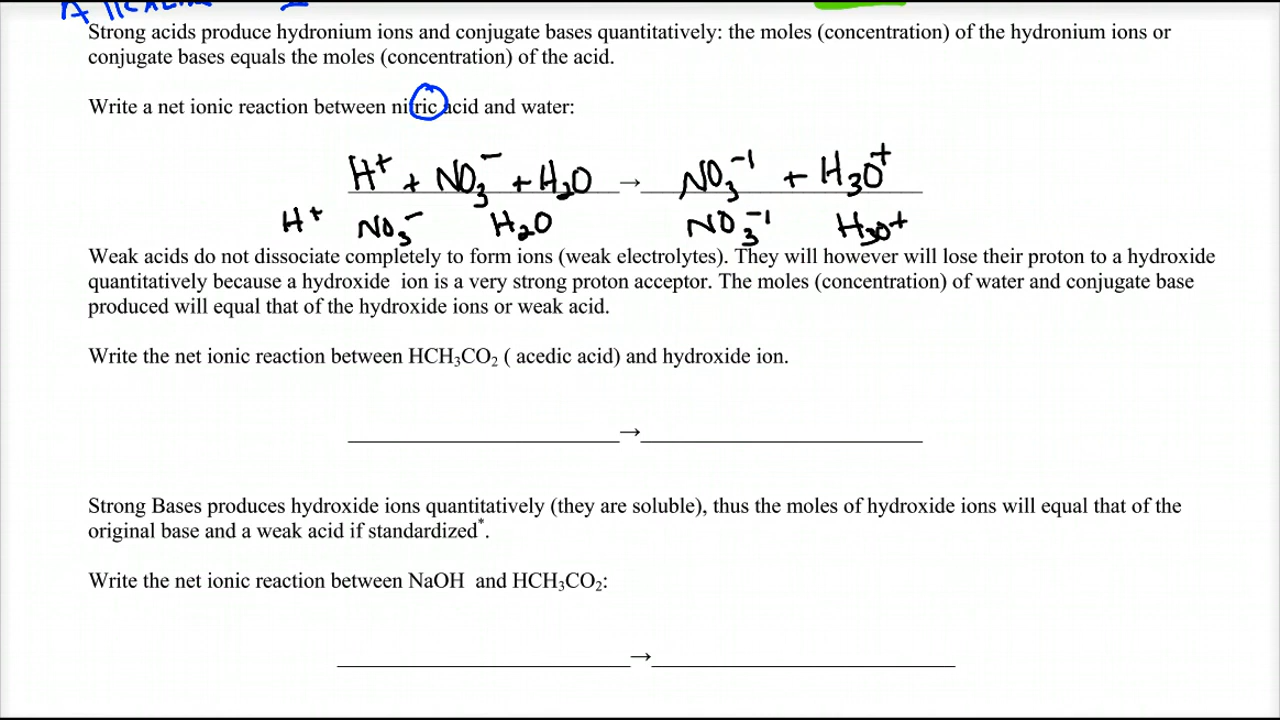 Strong acids produce hydronium ions and conjugate bases quantitatively: the moles (concentration) of the hydronium ions or
conjugate bases equals the moles (concentration) of the acid.
Write a net ionic reaction between nitric acid and water:
H⁺ + NO₃⁻ + H₂O → NO₃⁻¹ + H₃O⁺
H⁺ NO₃⁻ H₂O NO₃⁻¹ H₃O⁺
Weak acids do not dissociate completely to form ions (weak electrolytes). They will however will lose their proton to a hydroxide
quantitatively because a hydroxide ion is a very strong proton acceptor. The moles (concentration) of water and conjugate base
produced will equal that of the hydroxide ions or weak acid.
Write the net ionic reaction between HCH₃CO₂ ( acedic acid) and hydroxide ion.
→
Strong Bases produces hydroxide ions quantitatively (they are soluble), thus the moles of hydroxide ions will equal that of the
original base and a weak acid if standardized*.
Write the net ionic reaction between NaOH and HCH₃CO₂:
→